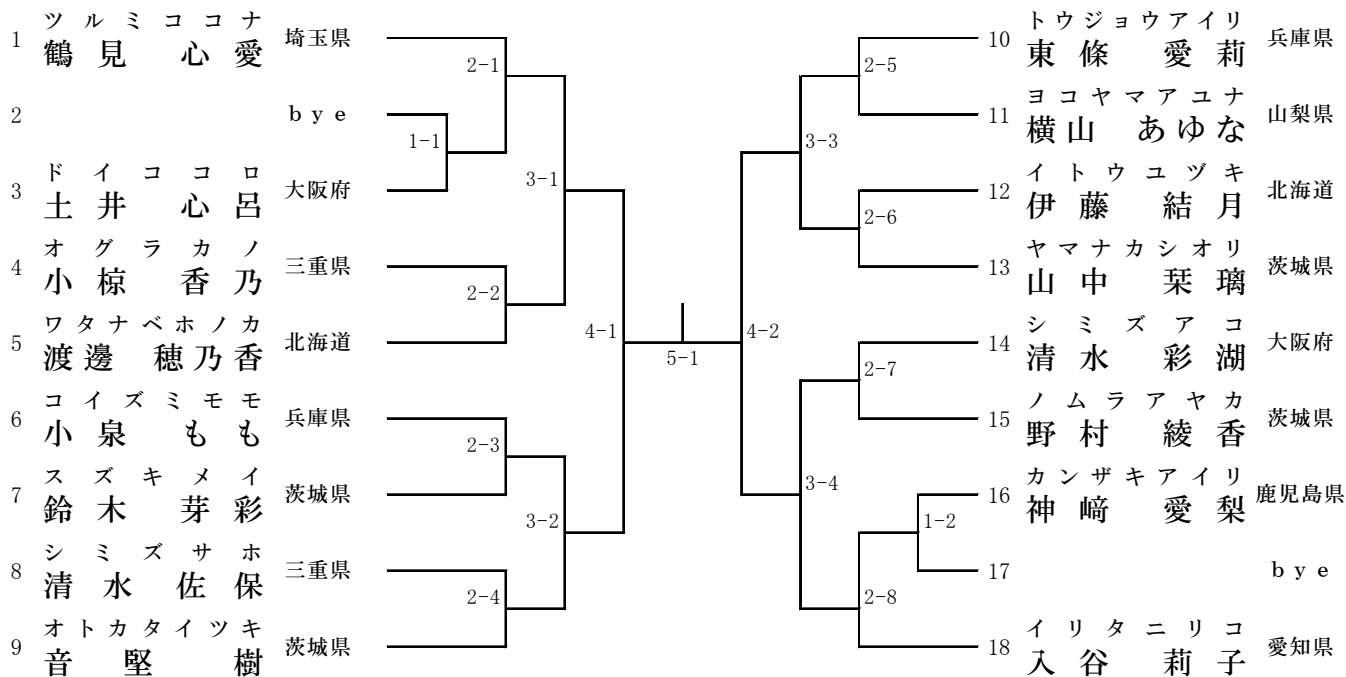 ツルミココナ
1 鶴見 心愛 埼玉県
2 bye
ドイココロ
3 土井 心呂 大阪府
オグラカノ
4 小椋 香乃 三重県
ワタナベホノカ
5 渡邊 穂乃香 北海道
コイズミモモ
6 小泉 もも 兵庫県
スズキメイ
7 鈴木 芽彩 茨城県
シミズサホ
8 清水 佐保 三重県
オトカタイツキ
9 音堅 樹 茨城県
2-1
1-1
3-1
2-2
4-1
2-3
3-2
2-4
5-1
4-2
2-5
3-3
2-6
2-7
3-4
1-2
2-8
トウジョウアイリ
10 東條 愛莉 兵庫県
ヨコヤマアユナ
11 横山 あゆな 山梨県
イトウユヅキ
12 伊藤 結月 北海道
ヤマナカシオリ
13 山中 栞璃 茨城県
シミズアコ
14 清水 彩湖 大阪府
ノムラアヤカ
15 野村 綾香 茨城県
カンザキアイリ
16 神﨑 愛梨 鹿児島県
17 bye
イリタニリコ
18 入谷 莉子 愛知県